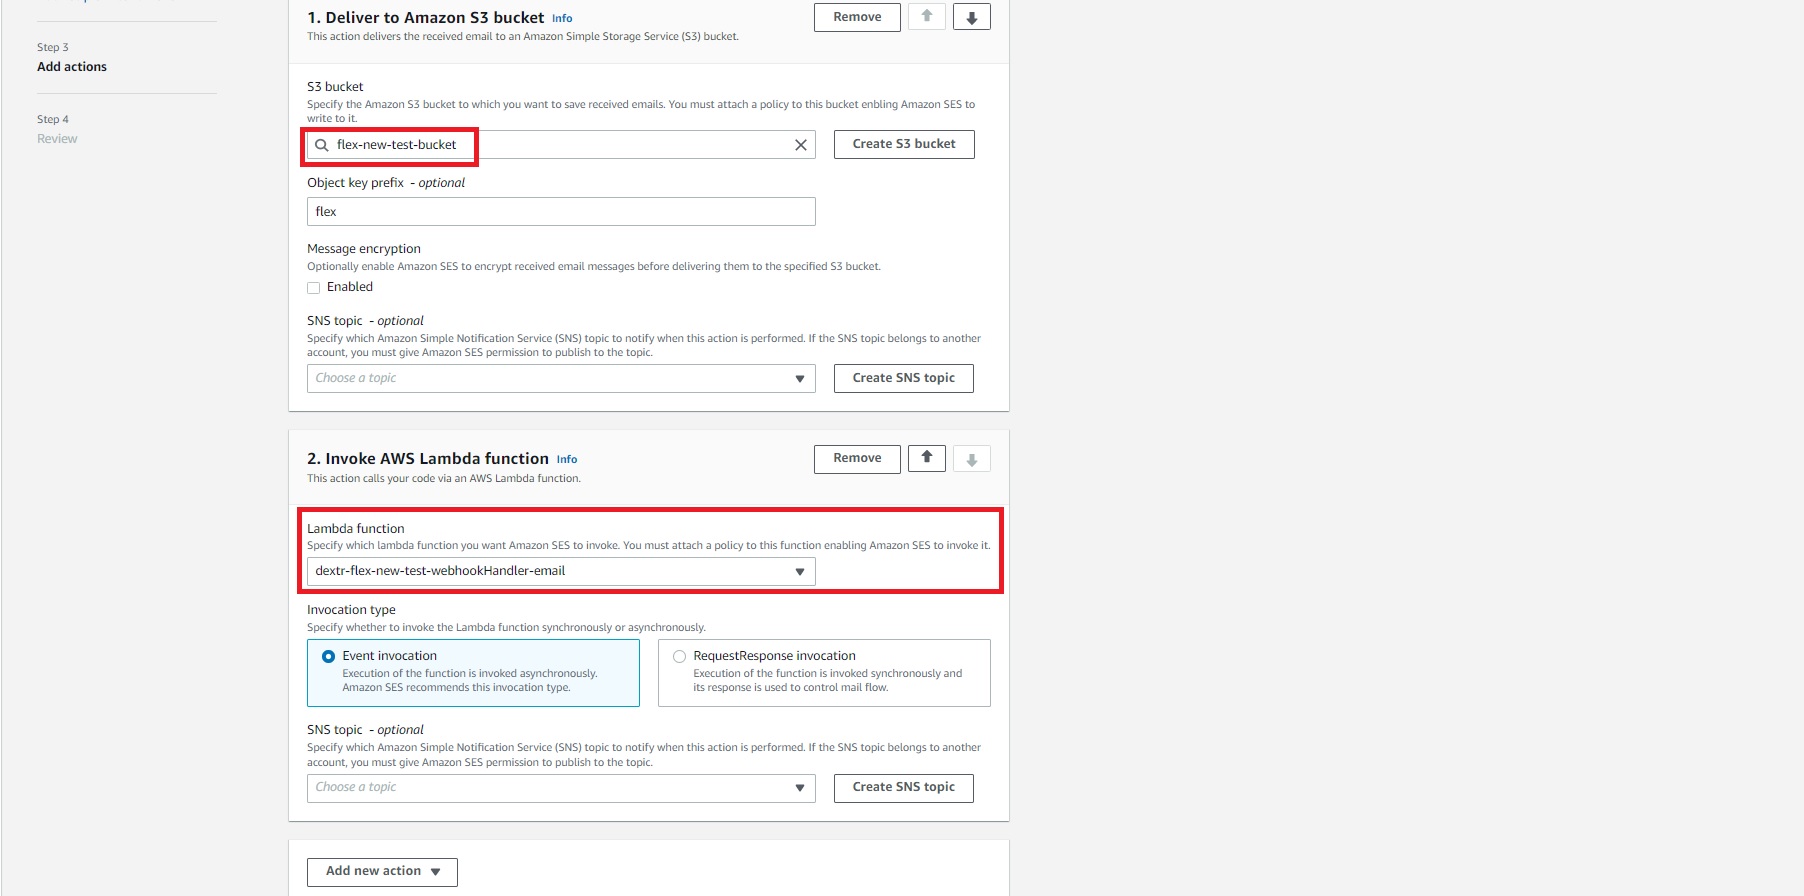 Step 3
Add actions
Step 4
Review
1. Deliver to Amazon S3 bucket Info
Remove
This action delivers the received email to an Amazon Simple Storage Service (S3) bucket.
S3 bucket
Specify the Amazon S3 bucket to which you want to save received emails. You must attach a policy to this bucket enbling Amazon SES to
write to it.
flex-new-test-bucket
Create S3 bucket
Object key prefix - optional
flex
Message encryption
Optionally enable Amazon SES to encrypt received email messages before delivering them to the specified S3 bucket.
Enabled
SNS topic - optional
Specify which Amazon Simple Notification Service (SNS) topic to notify when this action is performed. If the SNS topic belongs to another
account, you must give Amazon SES permission to publish to the topic.
Choose a topic
Create SNS topic
2. Invoke AWS Lambda function Info
Remove
This action calls your code via an AWS Lambda function.
Lambda function
Specify which lambda function you want Amazon SES to invoke. You must attach a policy to this function enabling Amazon SES to invoke it.
dextr-flex-new-test-webhookHandler-email
Invocation type
Specify whether to invoke the Lambda function synchronously or asynchronously.
Event invocation
Execution of the function is invoked asynchronously.
Amazon SES recommends this invocation type.
RequestResponse invocation
Execution of the function is invoked synchronously and
its response is used to control mail flow.
SNS topic - optional
Specify which Amazon Simple Notification Service (SNS) topic to notify when this action is performed. If the SNS topic belongs to another
account, you must give Amazon SES permission to publish to the topic.
Choose a topic
Create SNS topic
Add new action